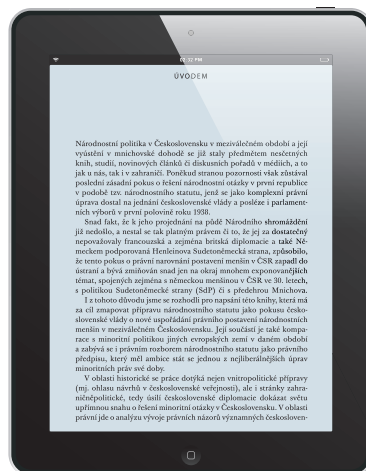 02:37 PM
ÚVODEM
Národnostní politika v Československu v meziválečném období a její
vyústění v mnichovské dohodě se již staly předmětem nesčetných
knih, studií, novinových článků či diskusních pořadů v médiích, a to
jak u nás, tak i v zahraničí. Poněkud stranou pozornosti však zůstával
poslední zásadní pokus o řešení národnostní otázky v první republice
v podobě tzv. národnostního statutu, jenž se jako komplexní právní
úprava dostal na jednání československé vlády a posléze i parlament-
ních výborů v první polovině roku 1938.
Snad fakt, že k jeho projednání na půdě Národního shromáždění
již nedošlo, a nestal se tak platným právem či to, že jej za dostatečný
nepovažovaly francouzská a zejména britská diplomacie a také Ně-
meckem podporovaná Henleinova Sudetoněmecká strana, způsobilo,
že tento pokus o právní narovnání postavení menšin v ČSR zapadl do
ústraní a bývá zmiňován snad jen na okraj mnohem exponovanějších
témat, spojených zejména s německou menšinou v ČSR ve 30. letech,
s politikou Sudetoněmecké strany (SdP) či s předehrou Mnichova.
I z tohoto důvodu jsme se rozhodli pro napsání této knihy, která má
za cíl zmapovat přípravu národnostního statutu jako pokusu česko-
slovenské vlády o nové uspořádání právního postavení národnostních
menšin v meziválečném Československu. Její součástí je také kompa-
race s minoritní politikou jiných evropských zemí v daném období
a zabývá se i právním rozborem národnostního statutu jako právního
předpisu, který měl ambice stát se jednou z nejliberálnějších úprav
minoritních práv své doby.
V oblasti historické se práce dotýká nejen vnitropolitické přípravy
(mj. ohlasu návrhů v československé veřejnosti), ale i stránky zahra-
ničněpolitické, tedy úsilí československé diplomacie dokázat světu
upřímnou snahu o řešení minoritní otázky v Československu. V oblasti
právní jde o analýzu vývoje právních názorů významných českosloven-